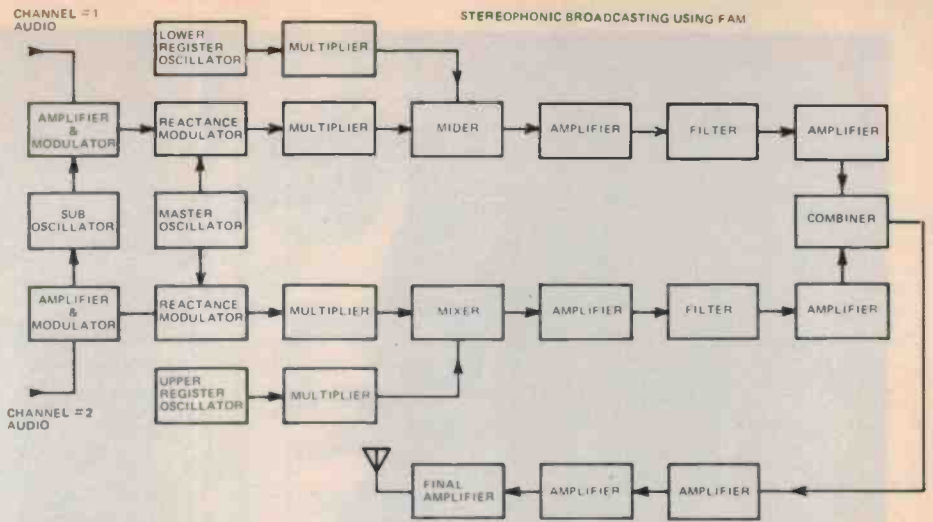 CHANNEL #1
AUDIO
STEREOPHONIC BROADCASTING USING FAM
LOWER
REGISTER
OSCILLATOR
MULTIPLIER
AMPLIFIER
&
MODULATOR
REACTANCE
MODULATOR
MULTIPLIER
MIDER
AMPLIFIER
FILTER
AMPLIFIER
SUB
OSCILLATOR
MASTER
OSCILLATOR
COMBINER
AMPLIFIER
&
MODULATOR
REACTANCE
MODULATOR
MULTIPLIER
MIXER
AMPLIFIER
FILTER
AMPLIFIER
UPPER
REGISTER
OSCILLATOR
MULTIPLIER
CHANNEL #2
AUDIO
FINAL
AMPLIFIER
AMPLIFIER
AMPLIFIER